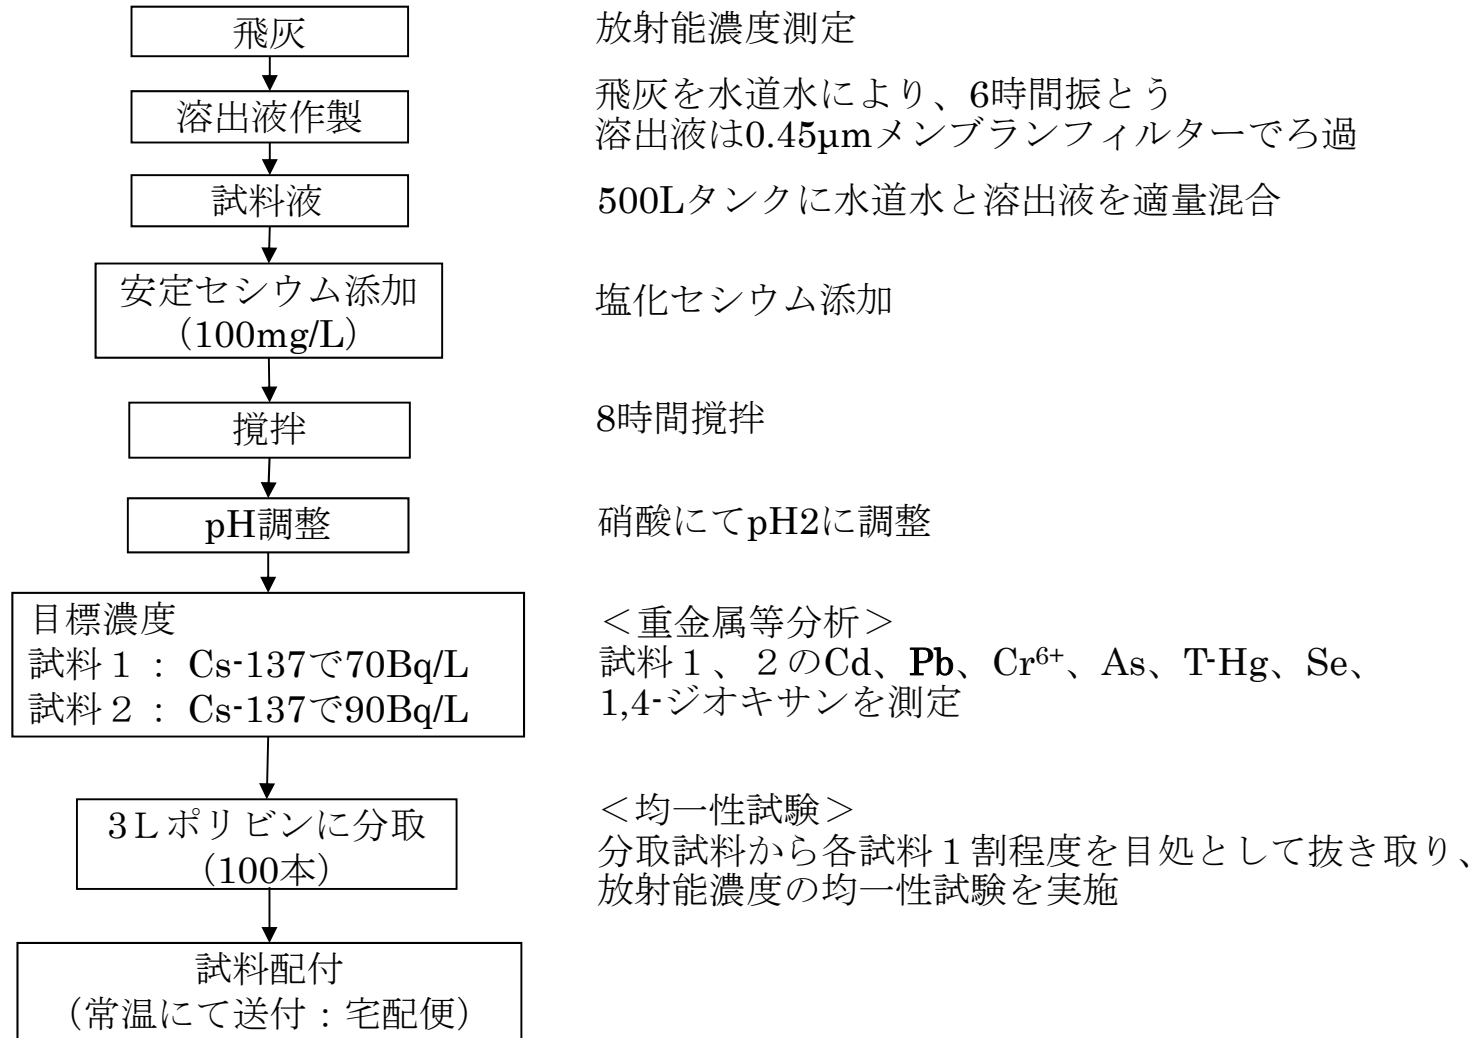 飛灰
放射能濃度測定
溶出液作製
飛灰を水道水により、6時間振とう
溶出液は0.45µmメンブランフィルターでろ過
試料液
500Lタンクに水道水と溶出液を適量混合
安定セシウム添加
（100mg/L）
塩化セシウム添加
撹拌
8時間撹拌
pH調整
硝酸にてpH2に調整
目標濃度
試料１： Cs-137で70Bq/L
試料２： Cs-137で90Bq/L
＜重金属等分析＞
試料１、２のCd、Pb、Cr⁶⁺、As、T-Hg、Se、
1,4-ジオキサンを測定
３Ｌポリビンに分取
（100本）
＜均一性試験＞
分取試料から各試料１割程度を目処として抜き取り、
放射能濃度の均一性試験を実施
試料配付
（常温にて送付：宅配便）